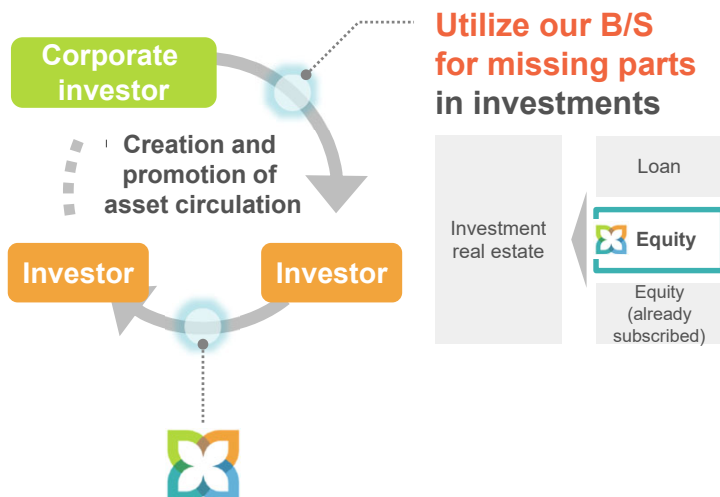 Corporate
investor
Creation and
promotion of
asset circulation
Investor
Investor
Utilize our B/S
for missing parts
in investments
Investment
real estate
Loan
Equity
Equity
(already
subscribed)